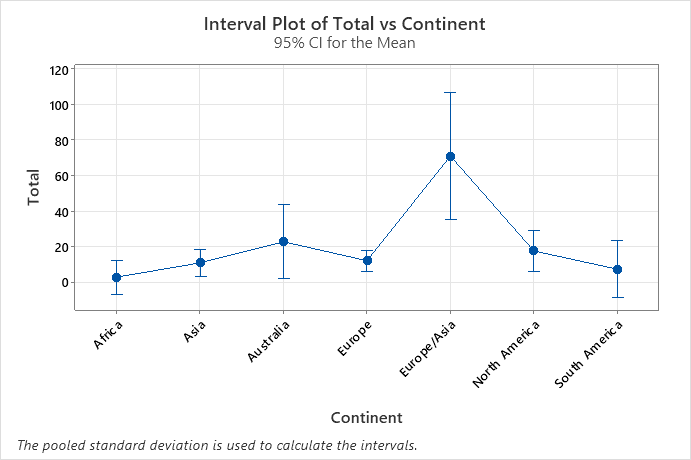 Interval Plot of Total vs Continent
95% CI for the Mean
120
100
80
60
40
20
0
Total
Africa
Asia
Australia
Europe
Europe/Asia
North America
South America
Continent
The pooled standard deviation is used to calculate the intervals.